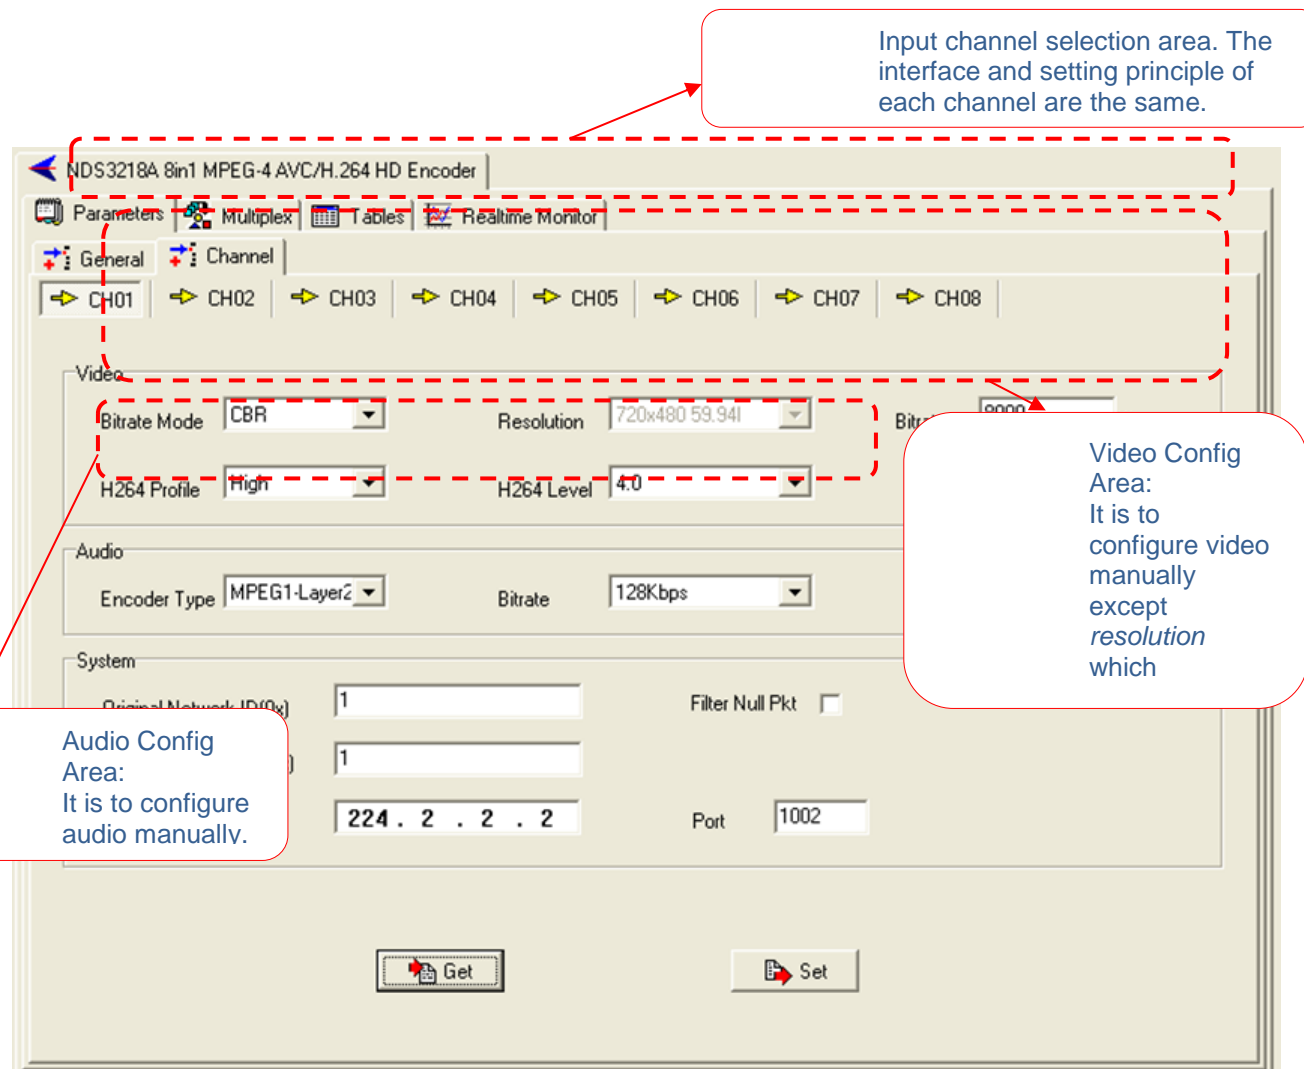 Input channel selection area. The
interface and setting principle of
each channel are the same.
NDS3218A 8in1 MPEG-4 AVC/H.264 HD Encoder
Parameters Multiplex Tables Realtime Monitor
General Channel
CH01 CH02 CH03 CH04 CH05 CH06 CH07 CH08
Video
Bitrate Mode CBR Resolution 720x480 59.94I
H264 Profile High H264 Level 4.0
Video Config
Area:
It is to
configure video
manually
except
resolution
which
Audio
Encoder Type MPEG1-Layer2 Bitrate 128Kbps
System
Original Network ID(0x) 1 Filter Null Pkt
1
224 . 2 . 2 . 2 Port 1002
Audio Config
Area:
It is to configure
audio manually.
Get Set